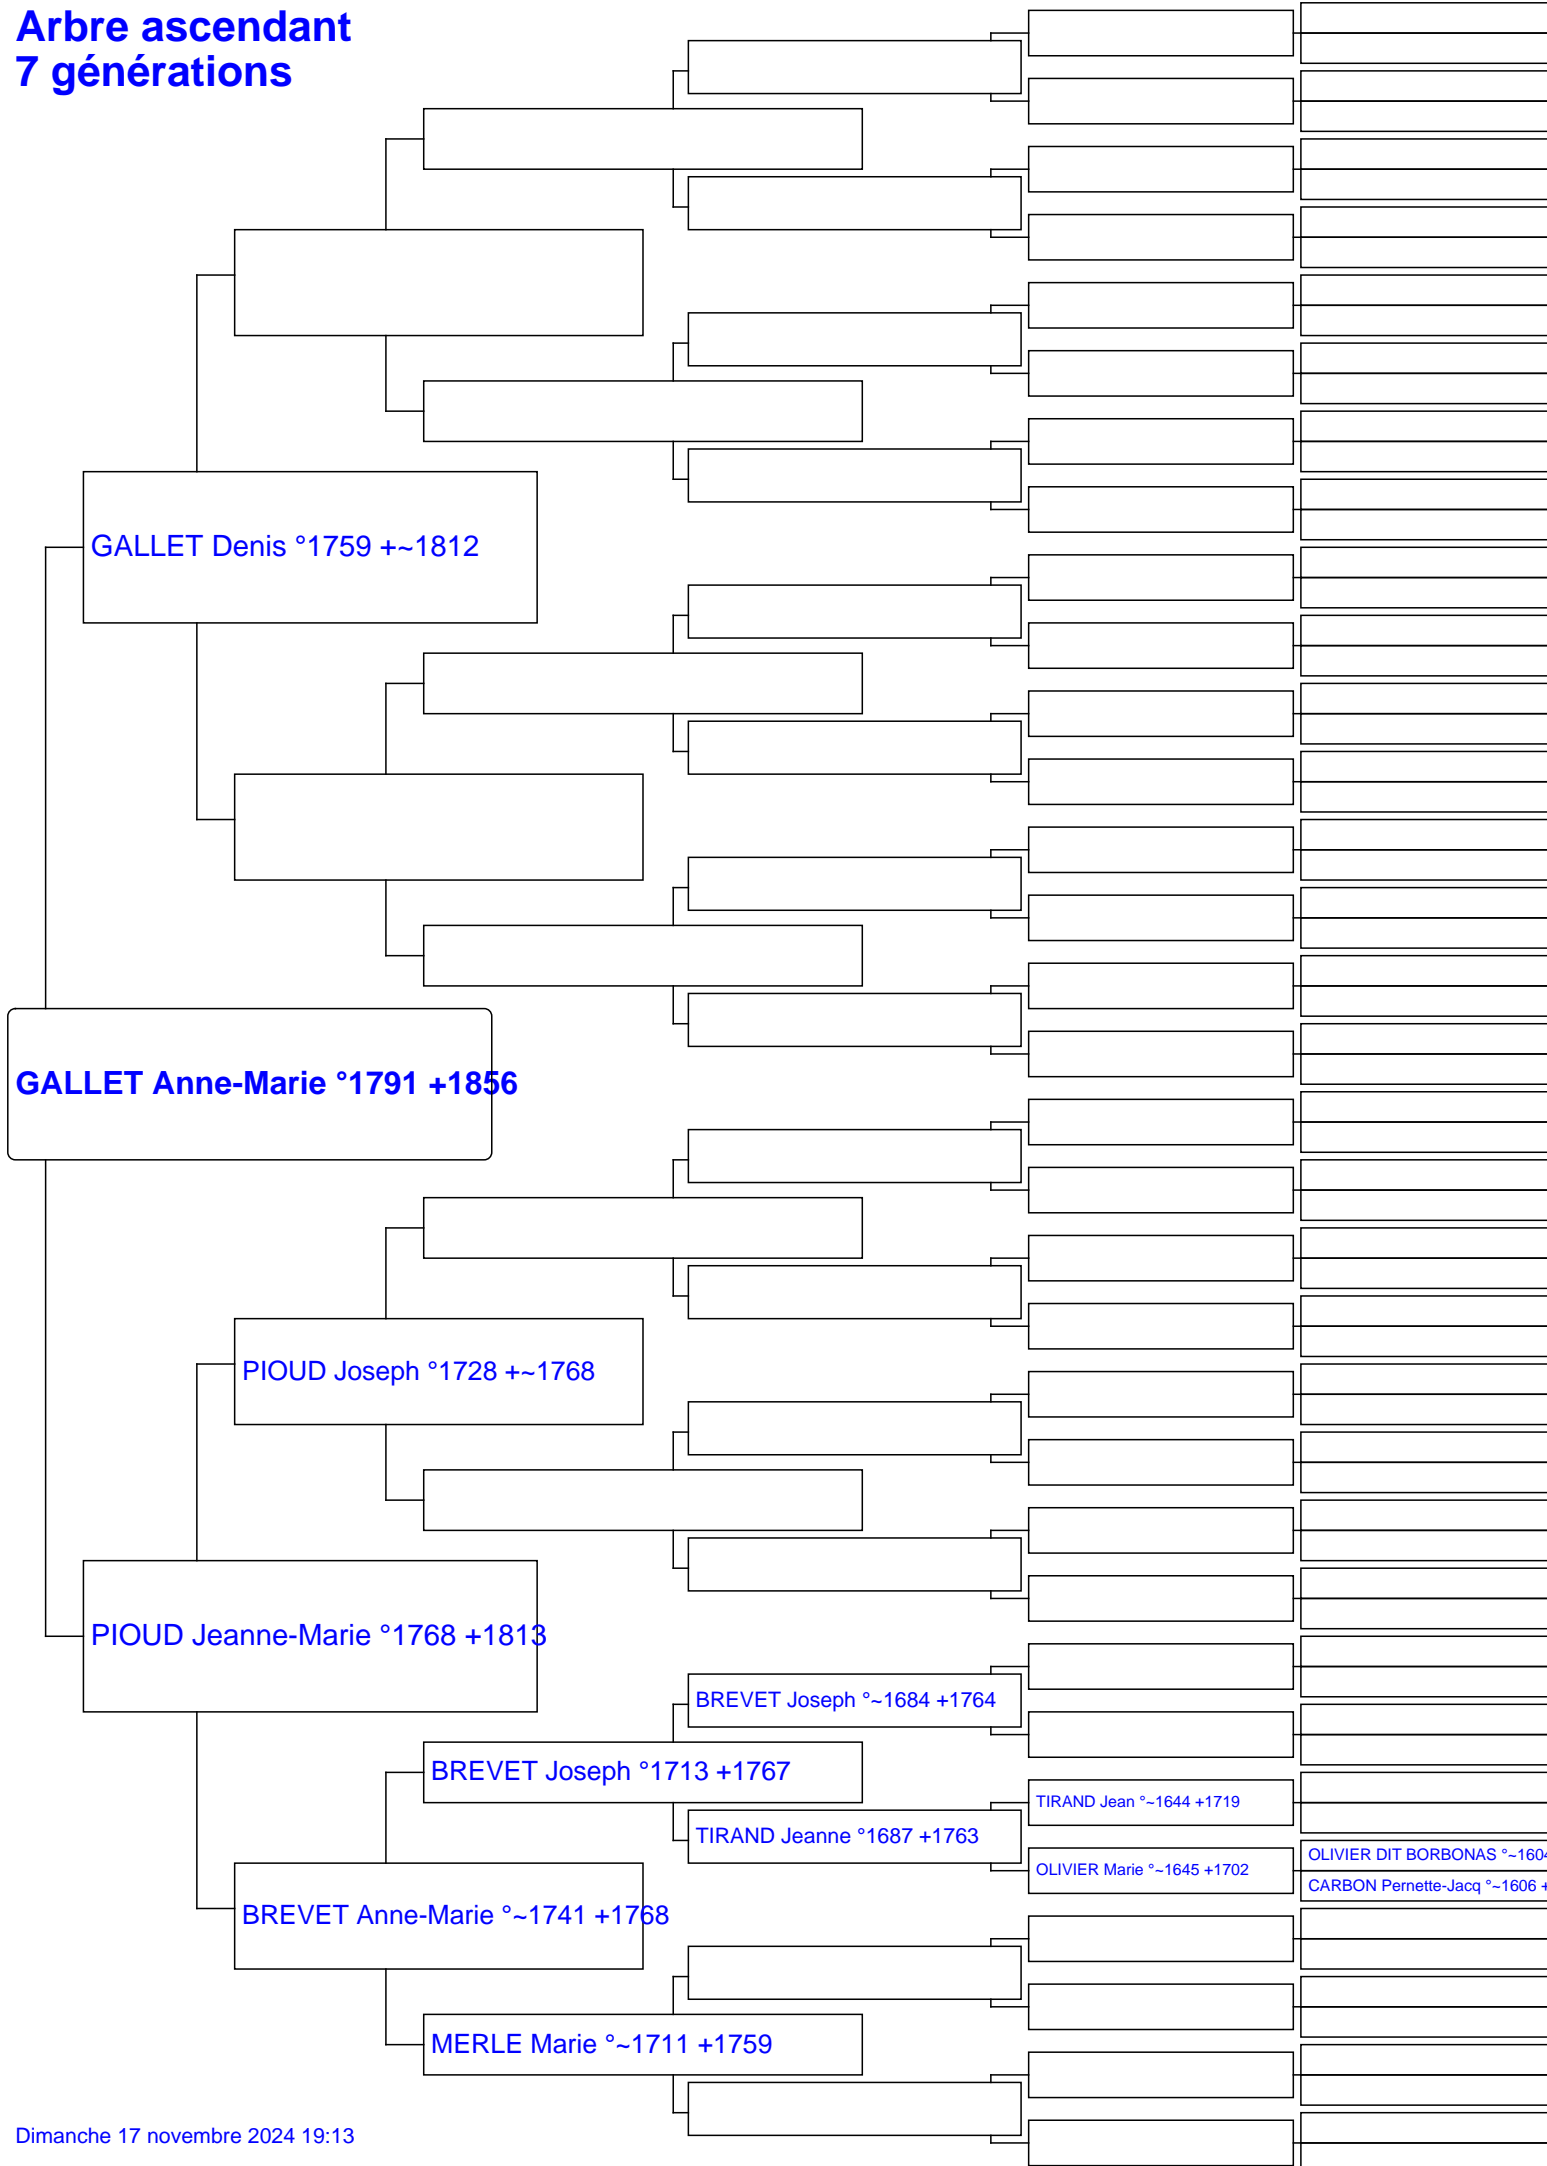 Arbre ascendant
7 générations
GALLET Denis °1759 +~1812
GALLET Anne-Marie °1791 +1856
PIOUD Joseph °1728 +~1768
PIOUD Jeanne-Marie °1768 +1813
BREVET Joseph °~1684 +1764
BREVET Joseph °1713 +1767
TIRAND Jean °~1644 +1719
TIRAND Jeanne °1687 +1763
OLIVIER DIT BORBONAS °~1604
OLIVIER Marie °~1645 +1702
CARBON Pernette-Jacq °~1606 +
BREVET Anne-Marie °~1741 +1768
MERLE Marie °~1711 +1759
Dimanche 17 novembre 2024 19:13